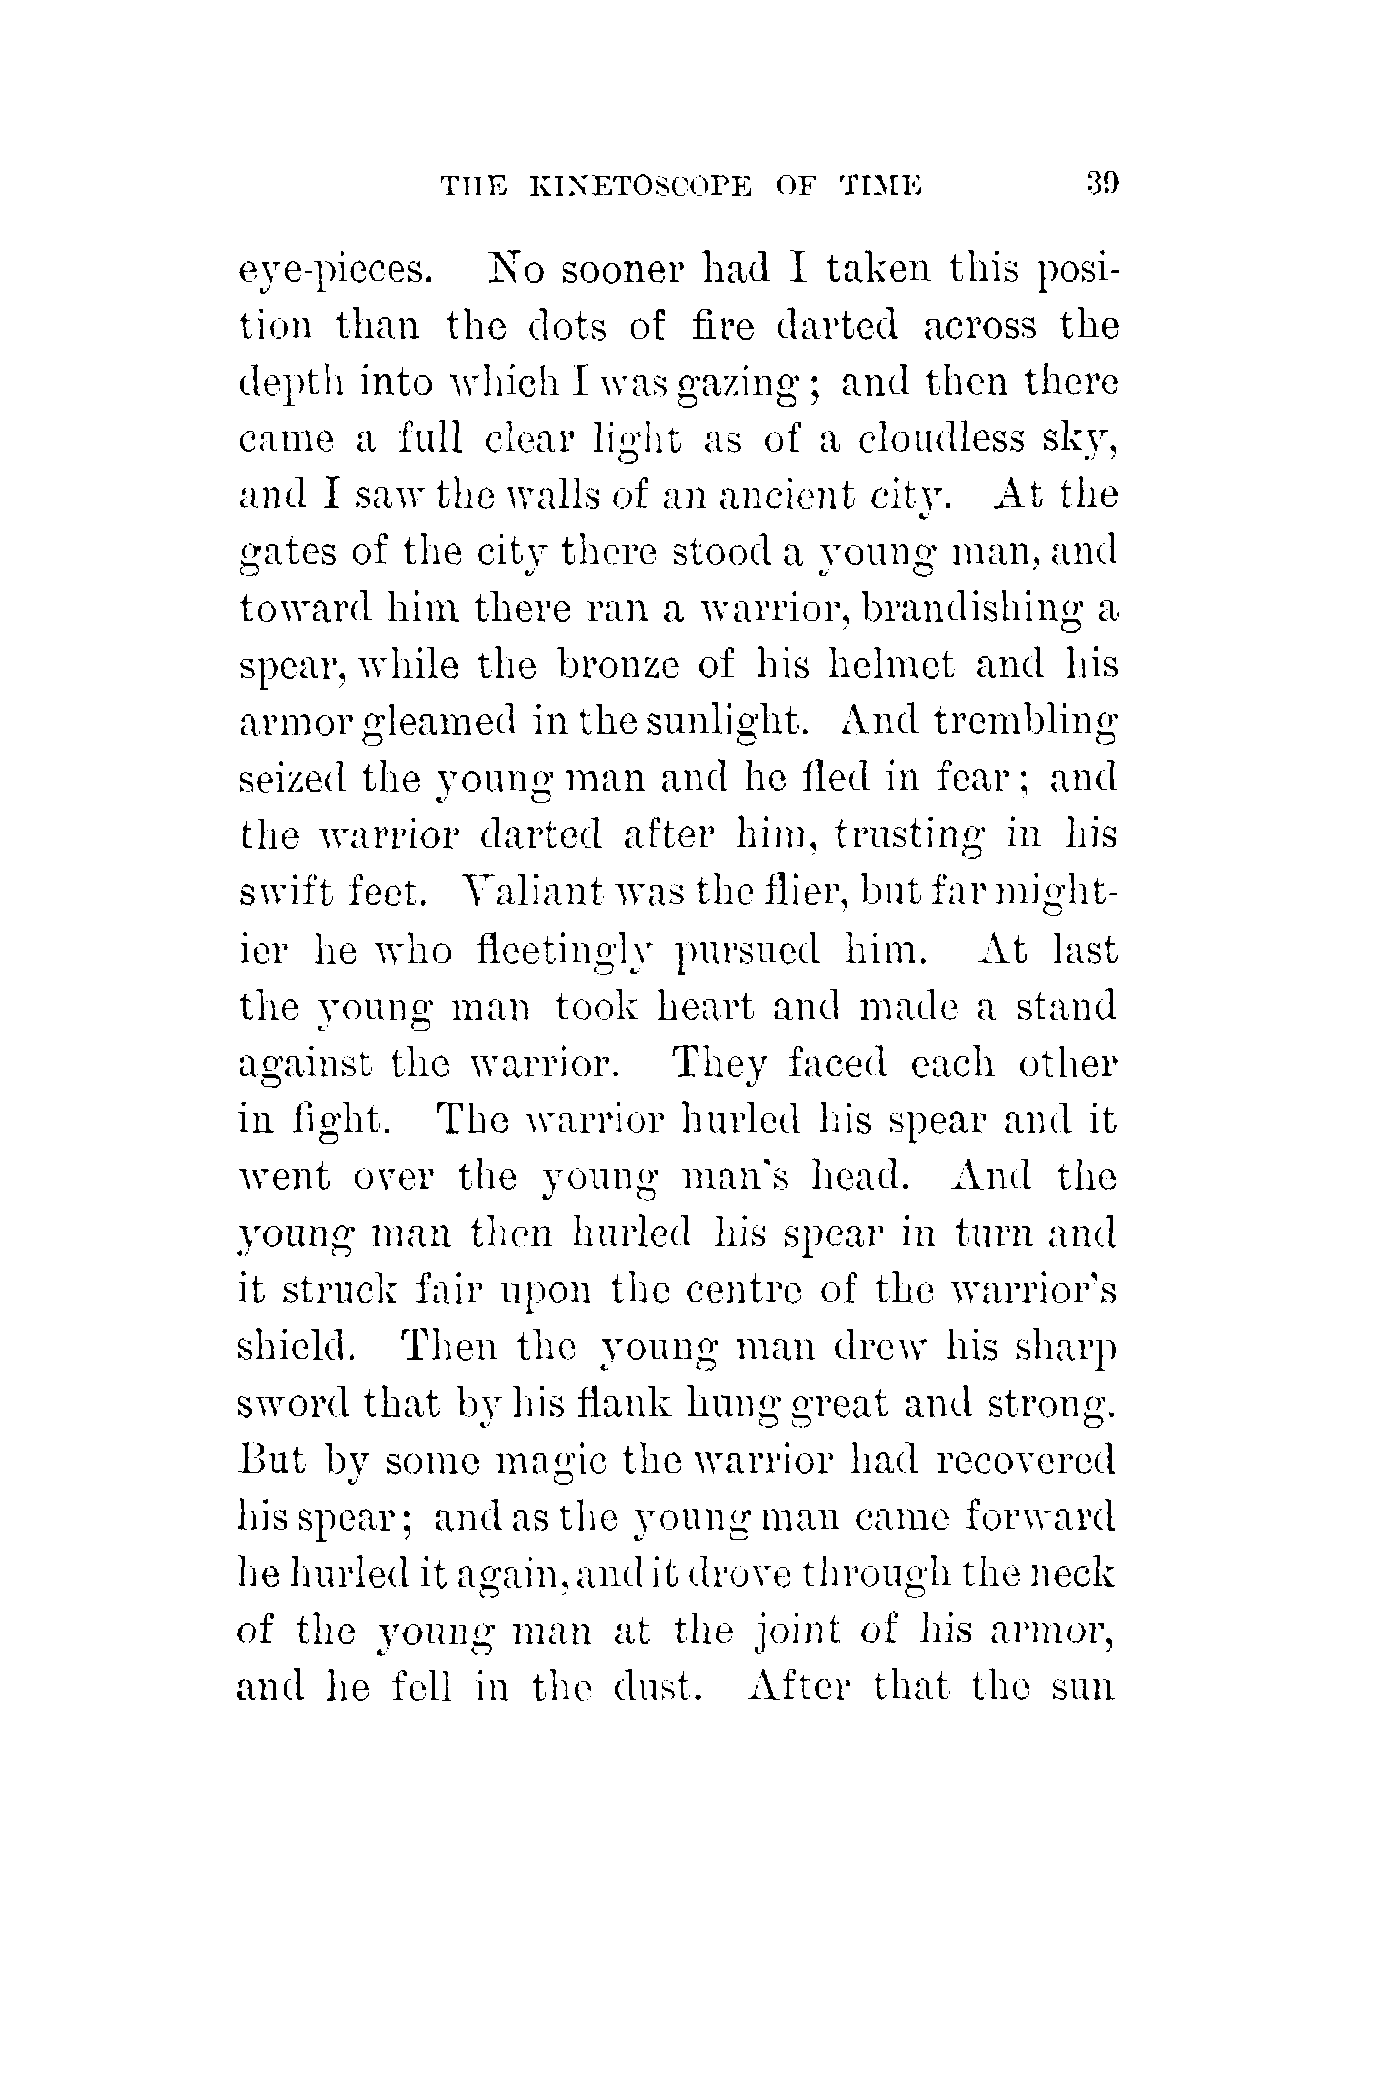 THE KINETOSCOPE OF TIME 39
eye-pieces. No sooner had I taken this posi-
tion than the dots of fire darted across the
depth into which I was gazing; and then there
came a full clear light as of a cloudless sky,
and I saw the walls of an ancient city. At the
gates of the city there stood a young man, and
toward him there ran a warrior, brandishing a
spear, while the bronze of his helmet and his
armor gleamed in the sunlight. And trembling
seized the young man and he fled in fear; and
the warrior darted after him, trusting in his
swift feet. Valiant was the flier, but far might-
ier he who fleetingly pursued him. At last
the young man took heart and made a stand
against the warrior. They faced each other
in fight. The warrior hurled his spear and it
went over the young man's head. And the
young man then hurled his spear in turn and
it struck fair upon the centre of the warrior's
shield. Then the young man drew his sharp
sword that by his flank hung great and strong.
But by some magic the warrior had recovered
his spear; and as the young man came forward
he hurled it again, and it drove through the neck
of the young man at the joint of his armor,
and he fell in the dust. After that the sun